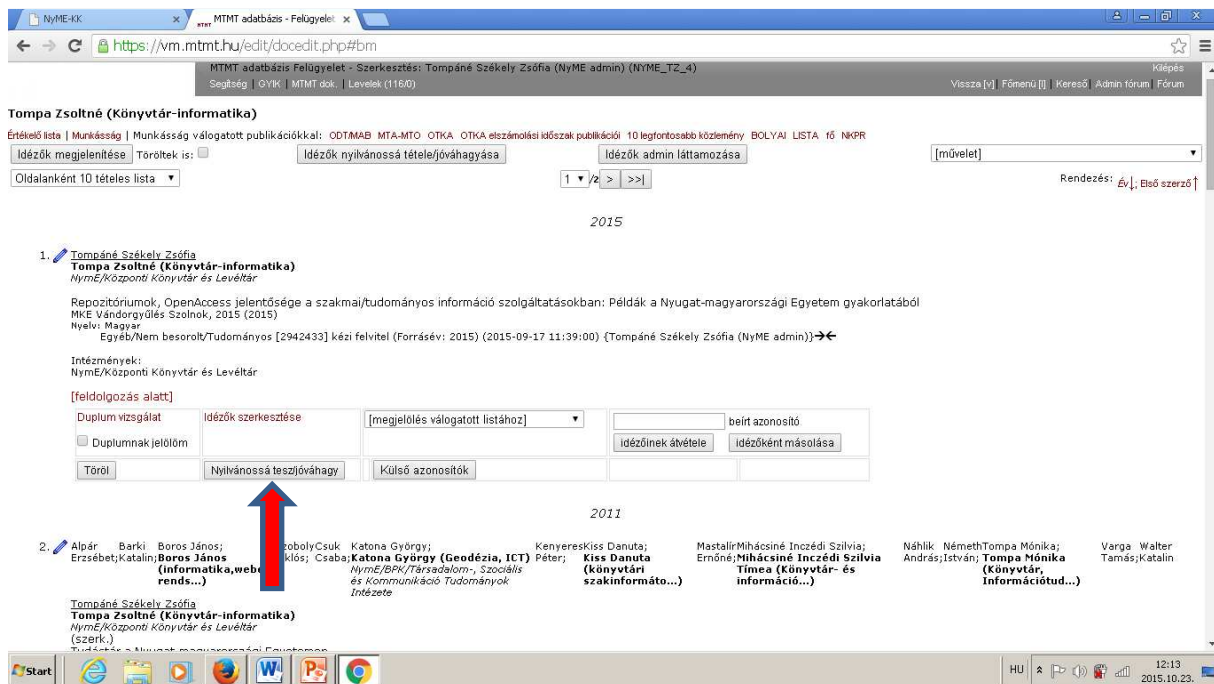 NyME-KK
MTMT adatbázis - Felügyelet
https://vm.mtmt.hu/edit/docedit.php#bm
MTMT adatbázis Felügyelet - Szerkesztés: Tompáné Székely Zsófia (NyME admin) (NYME_TZ_4) Kilépés
Segítség | GYIK | MTMT dok. | Levelek (116/0) Vissza [v] | Főmenü [l] | Kereső | Admin fórum | Fórum
Tompa Zsoltné (Könyvtár-informatika)
Értékelő lista | Munkásság | Munkásság válogatott publikációkkal: ODT/MAB MTA-MTO OTKA OTKA elszámolási időszak publikációi 10 legfontosabb közlemény BOLYAI LISTA fő NKPR
Idézők megjelenítése Töröltek is: Idézők nyilvánossá tétele/jóváhagyása Idézők admin láttamozása [művelet]
Oldalanként 10 tételes lista 1 /2 > >>| Rendezés: Év↓; Első szerző↑
2015
1. Tompáné Székely Zsófia
Tompa Zsoltné (Könyvtár-informatika)
NymE/Központi Könyvtár és Levéltár
Repozitóriumok, OpenAccess jelentősége a szakmai/tudományos információ szolgáltatásokban: Példák a Nyugat-magyarországi Egyetem gyakorlatából
MKE Vándorgyűlés Szolnok, 2015 (2015)
Nyelv: Magyar
Egyéb/Nem besorolt/Tudományos [2942433] kézi felvitel (Forrásév: 2015) (2015-09-17 11:39:00) {Tompáné Székely Zsófia (NyME admin)}→←
Intézmények:
NymE/Központi Könyvtár és Levéltár
[feldolgozás alatt]
Duplum vizsgálat Idézők szerkesztése [megjelölés válogatott listához] beírt azonosító
Duplumnak jelölöm idézőinek átvétele idézőként másolása
Töröl Nyilvánossá tesz/jóváhagy Külső azonosítók
2011
2. Alpár Barki Boros János; Csuk Katona György; Kenyeres Kiss Danuta; Mastalír Mihácsiné Inczédi Szilvia; Náhlik Németh Tompa Mónika; Varga Walter
Erzsébet; Katalin; Boros János Csaba; Katona György (Geodézia, ICT) Péter; Kiss Danuta Ernőné; Mihácsiné Inczédi Szilvia András; István; Tompa Mónika Tamás; Katalin
(informatika, NymE/BPK/Társadalom-, Szociális (könyvtári Tímea (Könyvtár- és (Könyvtár,
rends...) és Kommunikáció Tudományok szakinformáto...) információ...) Információtud...)
Intézete
Tompáné Székely Zsófia
Tompa Zsoltné (Könyvtár-informatika)
NymE/Központi Könyvtár és Levéltár
(szerk.)
Tudástár a Nyugat-magyarországi Egyetemen
Start HU 12:13
2015.10.23.